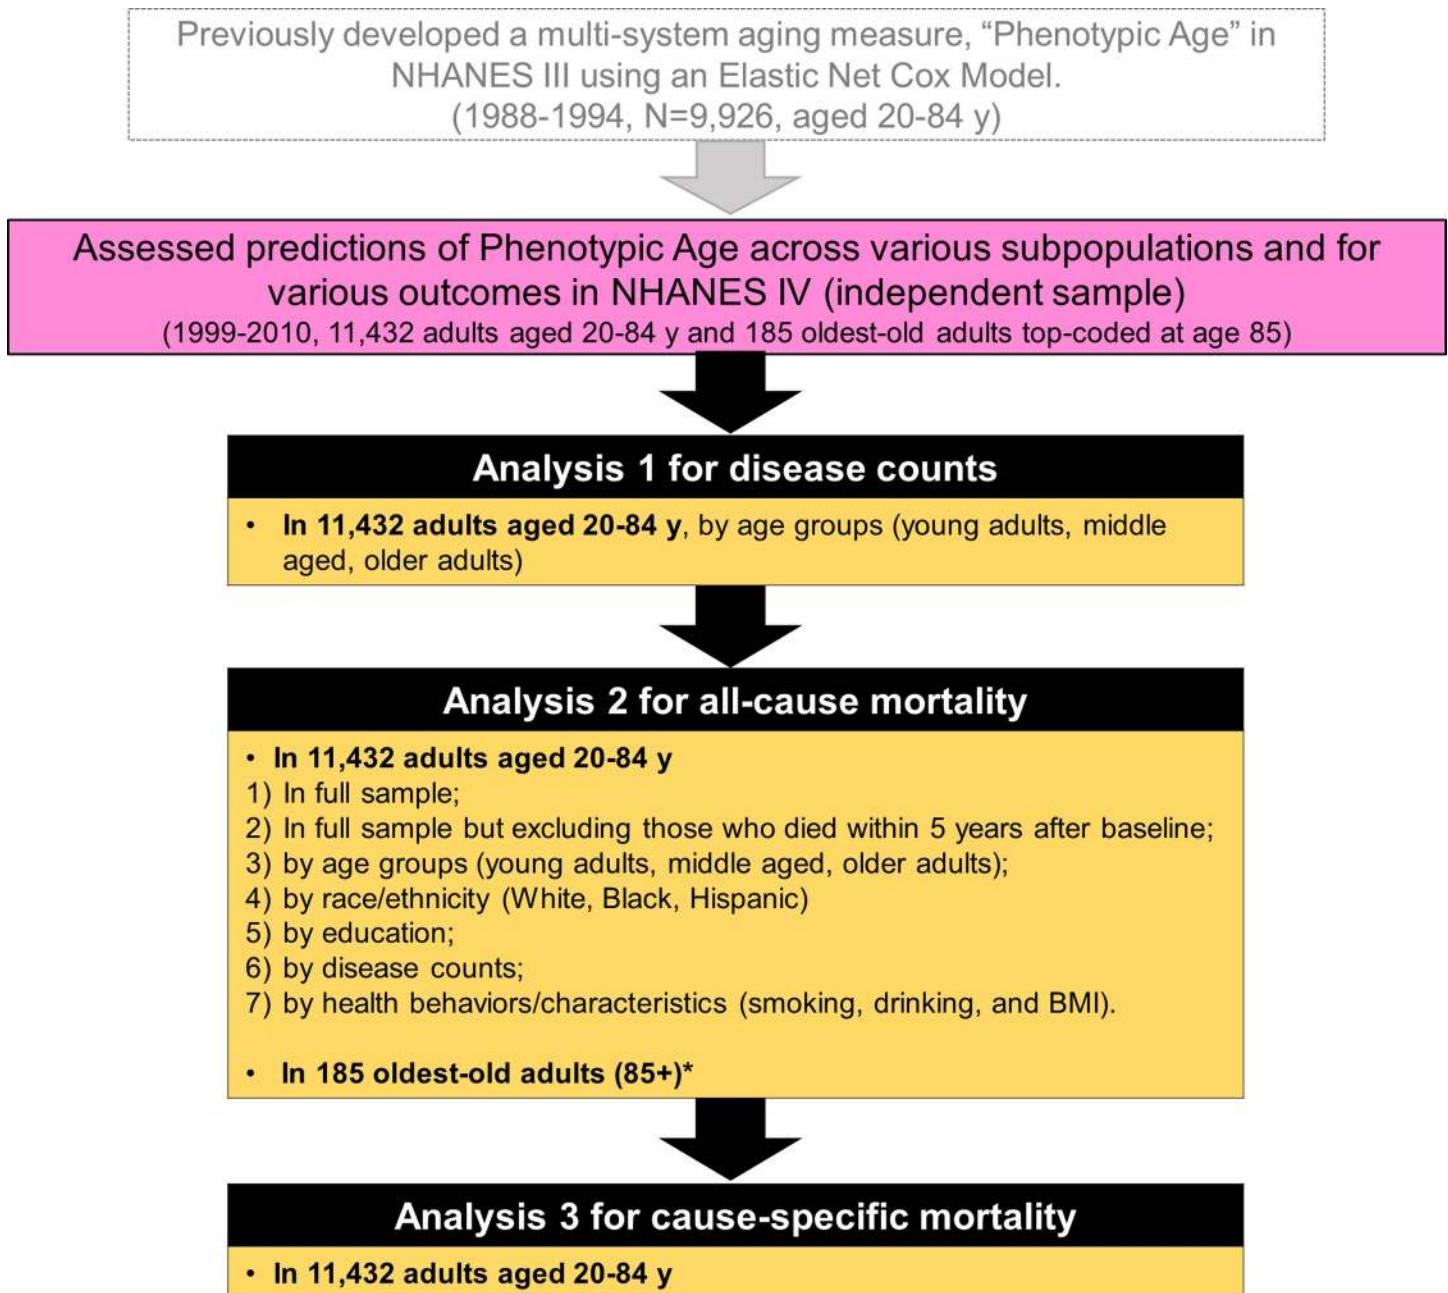 Previously developed a multi-system aging measure, “Phenotypic Age” in
NHANES III using an Elastic Net Cox Model.
(1988-1994, N=9,926, aged 20-84 y)
Assessed predictions of Phenotypic Age across various subpopulations and for
various outcomes in NHANES IV (independent sample)
(1999-2010, 11,432 adults aged 20-84 y and 185 oldest-old adults top-coded at age 85)
Analysis 1 for disease counts
• In 11,432 adults aged 20-84 y, by age groups (young adults, middle
aged, older adults)
Analysis 2 for all-cause mortality
• In 11,432 adults aged 20-84 y
1) In full sample;
2) In full sample but excluding those who died within 5 years after baseline;
3) by age groups (young adults, middle aged, older adults);
4) by race/ethnicity (White, Black, Hispanic)
5) by education;
6) by disease counts;
7) by health behaviors/characteristics (smoking, drinking, and BMI).
• In 185 oldest-old adults (85+)*
Analysis 3 for cause-specific mortality
• In 11,432 adults aged 20-84 y